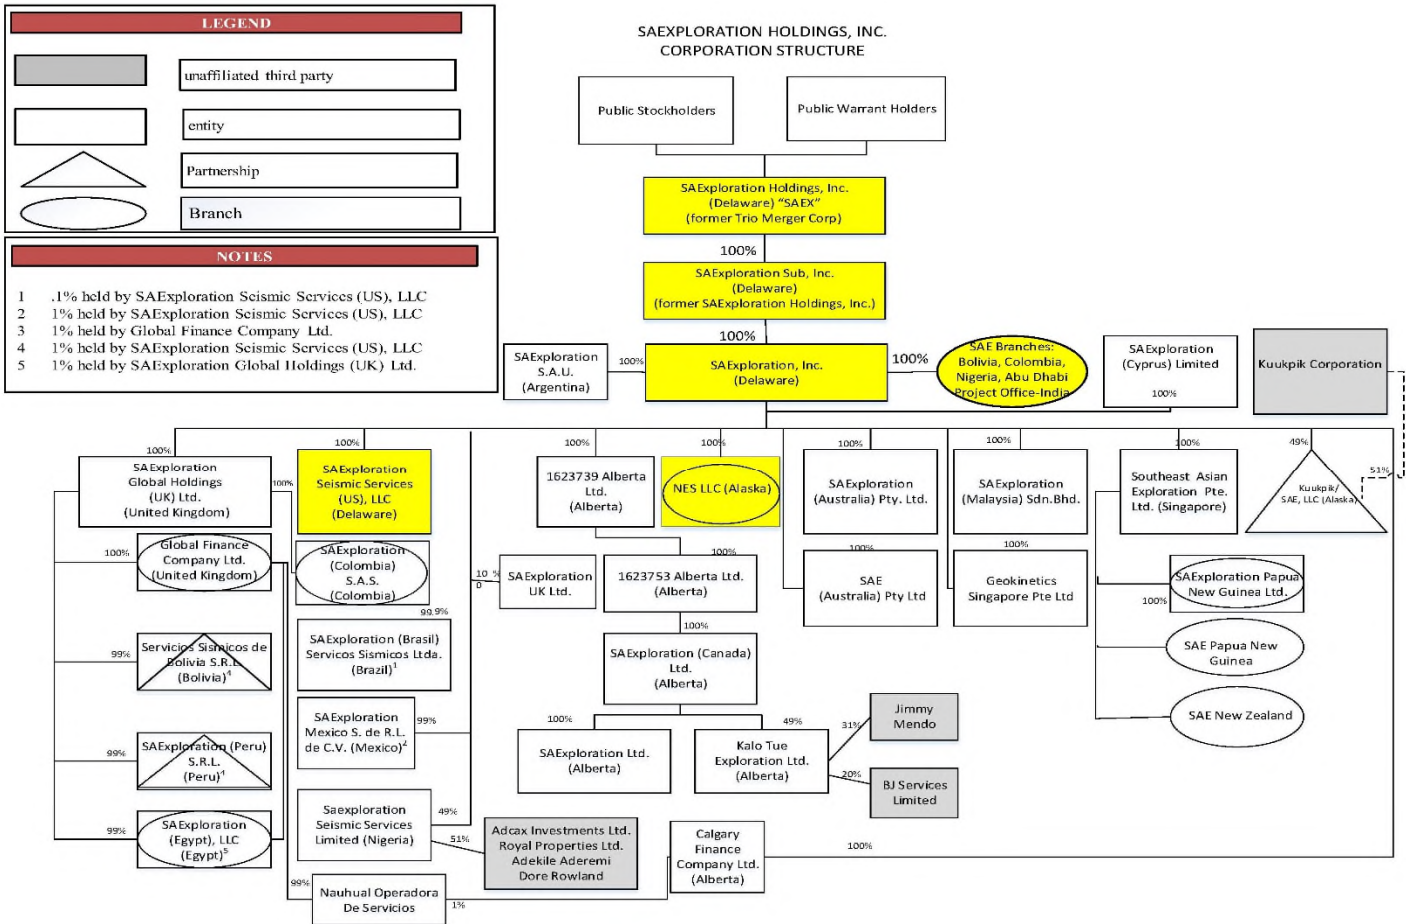 LEGEND
unaffiliated third party
entity
Partnership
Branch
NOTES
1 .1% held by SAExploration Seismic Services (US), LLC
2 1% held by SAExploration Seismic Services (US), LLC
3 1% held by Global Finance Company Ltd.
4 1% held by SAExploration Seismic Services (US), LLC
5 1% held by SAExploration Global Holdings (UK) Ltd.
SAEXPLORATION HOLDINGS, INC.
CORPORATION STRUCTURE
Public Stockholders
Public Warrant Holders
SAExploration Holdings, Inc.
(Delaware) “SAEX”
(former Trio Merger Corp)
100%
SAExploration Sub, Inc.
(Delaware)
(former SAExploration Holdings, Inc.)
100%
SAExploration
S.A.U.
(Argentina)
100%
SAExploration, Inc.
(Delaware)
100%
SAE Branches:
Bolivia, Colombia,
Nigeria, Abu Dhabi
Project Office-India
SAExploration
(Cyprus) Limited
100%
Kuukpik Corporation
100%
SAExploration
Global Holdings
(UK) Ltd.
(United Kingdom)
100%
100%
SAExploration
Seismic Services
(US), LLC
(Delaware)
100%
1623739 Alberta
Ltd.
(Alberta)
100%
NES LLC (Alaska)
100%
SAExploration
(Australia) Pty. Ltd.
100%
SAExploration
(Malaysia) Sdn.Bhd.
100%
Southeast Asian
Exploration Pte.
Ltd. (Singapore)
49%
51%
Kuukpik/
SAE, LLC (Alaska)
100%
Global Finance
Company Ltd.
(United Kingdom)
SAExploration
(Colombia)
S.A.S.
(Colombia)
10 %
0
SAExploration
UK Ltd.
100%
1623753 Alberta Ltd.
(Alberta)
100%
SAE
(Australia) Pty Ltd
100%
Geokinetics
Singapore Pte Ltd
100%
SAExploration Papua
New Guinea Ltd.
99%
Servicios Sismicos de
Bolivia S.R.L.
(Bolivia)4
99.9%
SAExploration (Brasil)
Servicos Sismicos Ltda.
(Brazil)1
100%
SAExploration (Canada)
Ltd.
(Alberta)
SAE Papua New
Guinea
SAE New Zealand
99%
SAExploration (Peru)
S.R.L.
(Peru)4
SAExploration
Mexico S. de R.L.
de C.V. (Mexico)
99%
100%
SAExploration Ltd.
(Alberta)
49%
Kalo Tue
Exploration Ltd.
(Alberta)
31%
Jimmy
Mendo
20%
BJ Services
Limited
99%
SAExploration
(Egypt), LLC
(Egypt)5
Saexploration
Seismic Services
Limited (Nigeria)
49%
51%
Adcax Investments Ltd.
Royal Properties Ltd.
Adekile Aderemi
Dore Rowland
Calgary
Finance
Company Ltd.
(Alberta)
100%
99%
Nauhual Operadora
De Servicios
1%